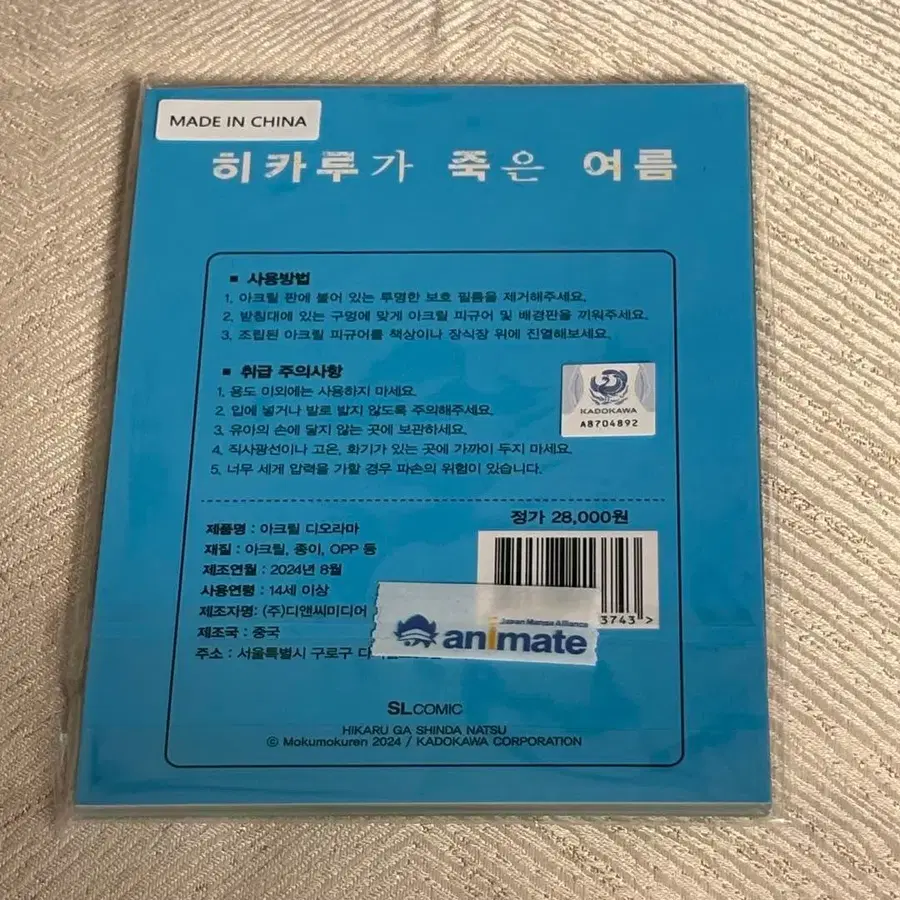 MADE IN CHINA
히카루가 죽은 여름
■ 사용방법
1. 아크릴 판에 붙어 있는 투명한 보호 필름을 제거해주세요.
2. 받침대에 있는 구멍에 맞게 아크릴 피규어 및 배경판을 끼워주세요.
3. 조립된 아크릴 피규어를 책상이나 장식장 위에 진열해보세요.
■ 취급 주의사항
1. 용도 이외에는 사용하지 마세요.
2. 입에 넣거나 발로 밟지 않도록 주의해주세요.
3. 유아의 손에 닿지 않는 곳에 보관하세요.
4. 직사광선이나 고온, 화기가 있는 곳에 가까이 두지 마세요.
5. 너무 세게 압력을 가할 경우 파손의 위험이 있습니다.
KADOKAWA
A8704892
정가 28,000원
제품명 : 아크릴 디오라마
재질 : 아크릴, 종이, OPP 등
제조연월 : 2024년 8월
사용연령 : 14세 이상
제조자명: (주)디앤씨미디어
제조국 : 중국
주소 : 서울특별시 구로구
3743 >
Japan Manga Alliance
animate
SL COMIC
HIKARU GA SHINDA NATSU
© Mokumokuren 2024 / KADOKAWA CORPORATION